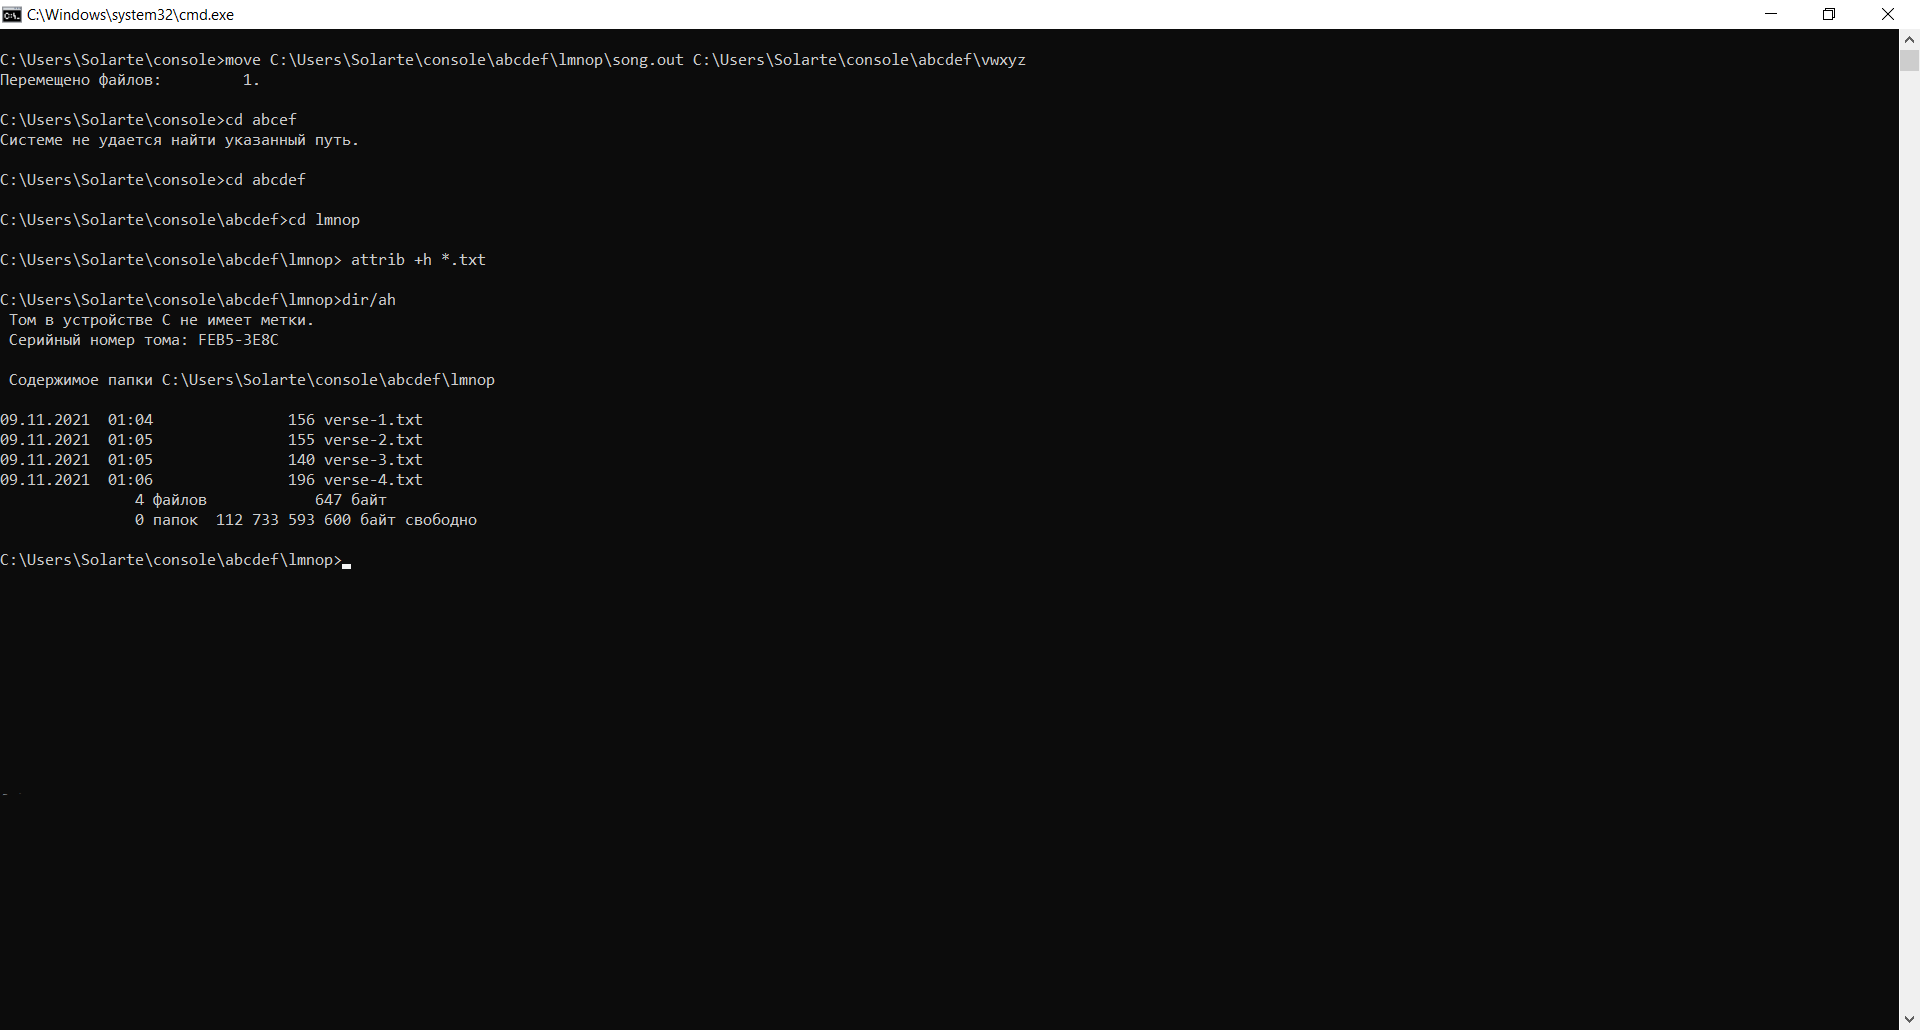 C:\Windows\system32\cmd.exe
C:\Users\Solarte\console>move C:\Users\Solarte\console\abcdef\lmnop\song.out C:\Users\Solarte\console\abcdef\vwxyz
Перемещено файлов:         1.
C:\Users\Solarte\console>cd abcef
Системе не удается найти указанный путь.
C:\Users\Solarte\console>cd abcdef
C:\Users\Solarte\console\abcdef>cd lmnop
C:\Users\Solarte\console\abcdef\lmnop> attrib +h *.txt
C:\Users\Solarte\console\abcdef\lmnop>dir/ah
Том в устройстве C не имеет метки.
Серийный номер тома: FEB5-3E8C
Содержимое папки C:\Users\Solarte\console\abcdef\lmnop
09.11.2021  01:04               156 verse-1.txt
09.11.2021  01:05               155 verse-2.txt
09.11.2021  01:05               140 verse-3.txt
09.11.2021  01:06               196 verse-4.txt
4 файлов            647 байт
0 папок  112 733 593 600 байт свободно
C:\Users\Solarte\console\abcdef\lmnop>